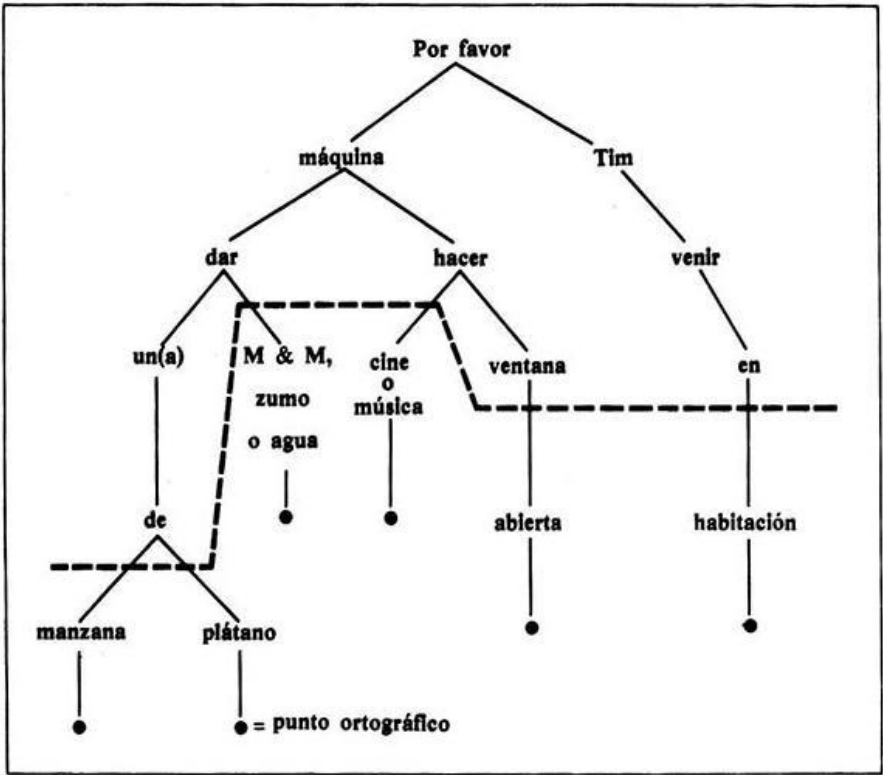 Por favor
máquina
Tim
dar
hacer
venir
un(a)
M & M,
zumo
o agua
cine
o
música
ventana
en
de
abierta
habitación
manzana
plátano
= punto ortográfico